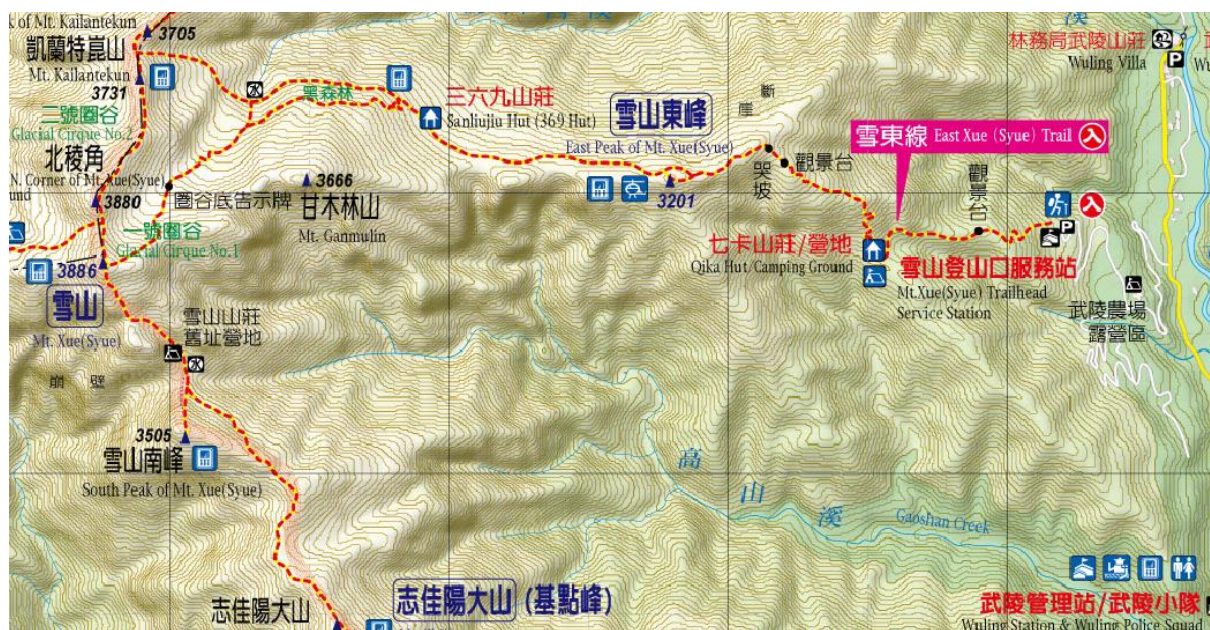 k of Mt. Kailantekun
3705
凱蘭特崑山
Mt. Kailantekun
3731
二號圈谷
Glacial Cirque No.2
北稜角
N. Corner of Mt. Xue(Syue)
und
3880
水
黑森林
三六九山莊
Sanliujiu Hut (369 Hut)
雪山東峰
East Peak of Mt. Xue(Syue)
3201
斷崖
哭坡
觀景台
雪東線 East Xue (Syue) Trail 入
觀景台
入
P
溪
林務局武陵山莊
Wuling Villa
P
武
Wu
圈谷底告示牌
3666
甘木林山
Mt. Ganmulin
一號圈谷
Glacial Cirque No.1
3886
雪山
Mt. Xue(Syue)
七卡山莊/營地
Qika Hut/Camping Ground
雪山登山口服務站
Mt.Xue(Syue) Trailhead
Service Station
武陵農場
露營區
雪山山莊
舊址營地
水
崩壁
3505
雪山南峰
South Peak of Mt. Xue(Syue)
高山溪
Gaoshan Creek
志佳陽大山
志佳陽大山 (基點峰)
武陵管理站/武陵小隊
Wuling Station & Wuling Police Squad